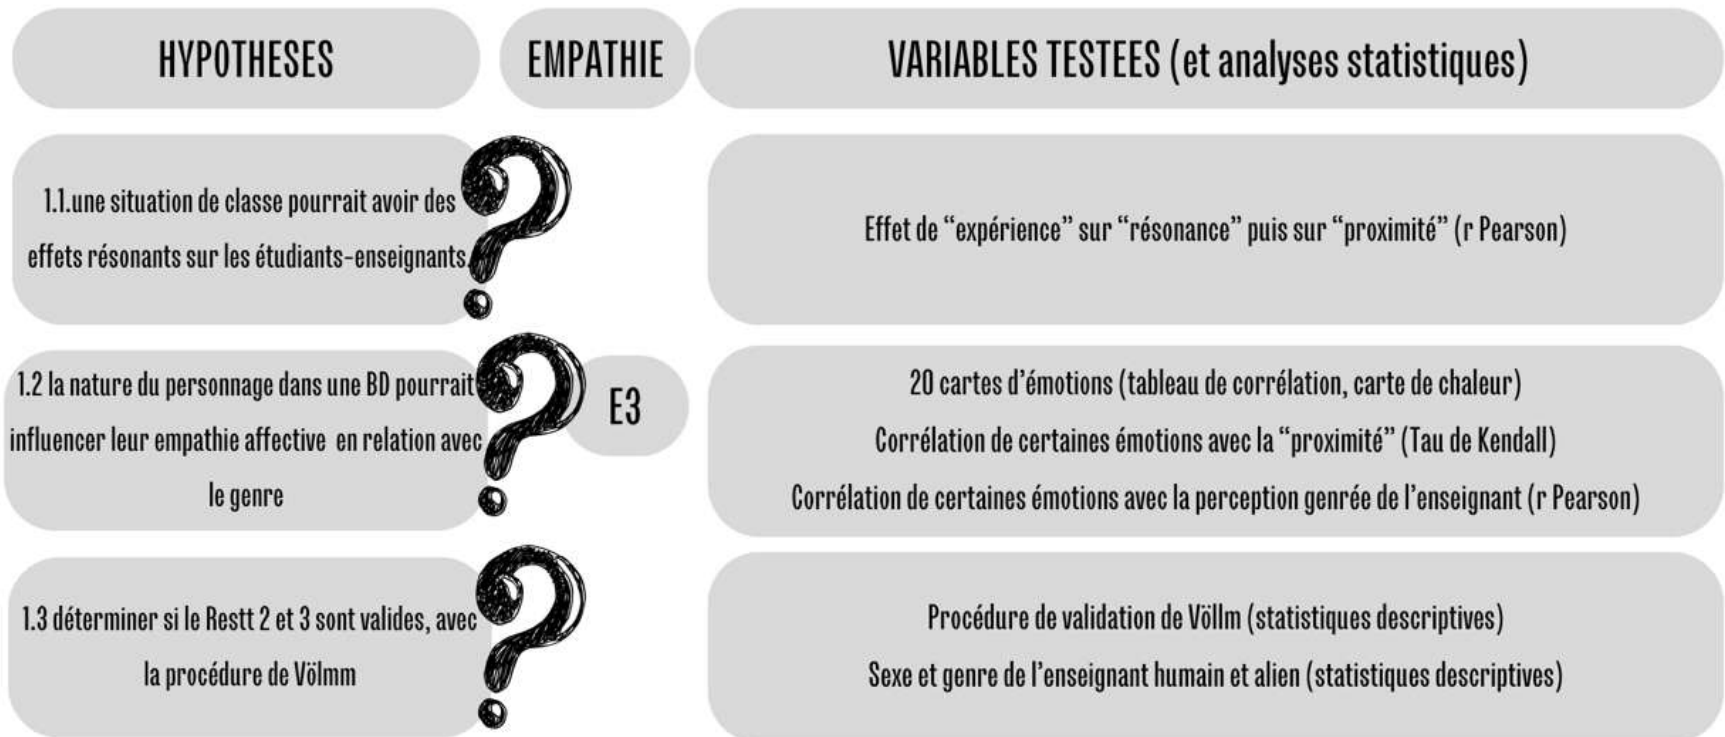 HYPOTHESES
EMPATHIE
VARIABLES TESTEES (et analyses statistiques)
1.1.une situation de classe pourrait avoir des
effets résonants sur les étudiants-enseignants.
Effet de “expérience” sur “résonance” puis sur “proximité” (r Pearson)
1.2 la nature du personnage dans une BD pourrait
influencer leur empathie affective en relation avec
le genre
E3
20 cartes d’émotions (tableau de corrélation, carte de chaleur)
Corrélation de certaines émotions avec la “proximité” (Tau de Kendall)
Corrélation de certaines émotions avec la perception genrée de l’enseignant (r Pearson)
1.3 déterminer si le Restt 2 et 3 sont valides, avec
la procédure de Völmm
Procédure de validation de Völlm (statistiques descriptives)
Sexe et genre de l’enseignant humain et alien (statistiques descriptives)